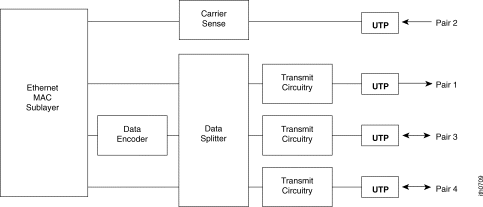 Carrier
Sense
UTP
Pair 2
Ethernet
MAC
Sublayer
Transmit
Circuitry
UTP
Pair 1
Data
Encoder
Data
Splitter
Transmit
Circuitry
UTP
Pair 3
Transmit
Circuitry
UTP
Pair 4
ith0709